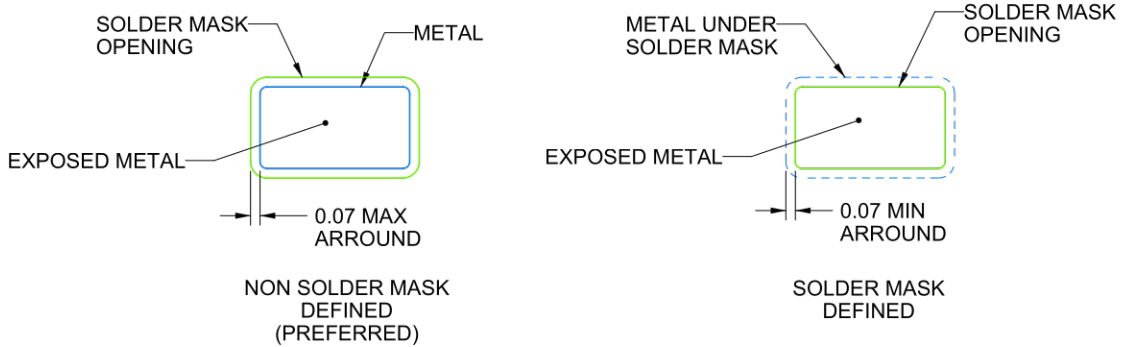 SOLDER MASK
OPENING
METAL
EXPOSED METAL
0.07 MAX
ARROUND
NON SOLDER MASK
DEFINED
(PREFERRED)
METAL UNDER
SOLDER MASK
SOLDER MASK
OPENING
EXPOSED METAL
0.07 MIN
ARROUND
SOLDER MASK
DEFINED